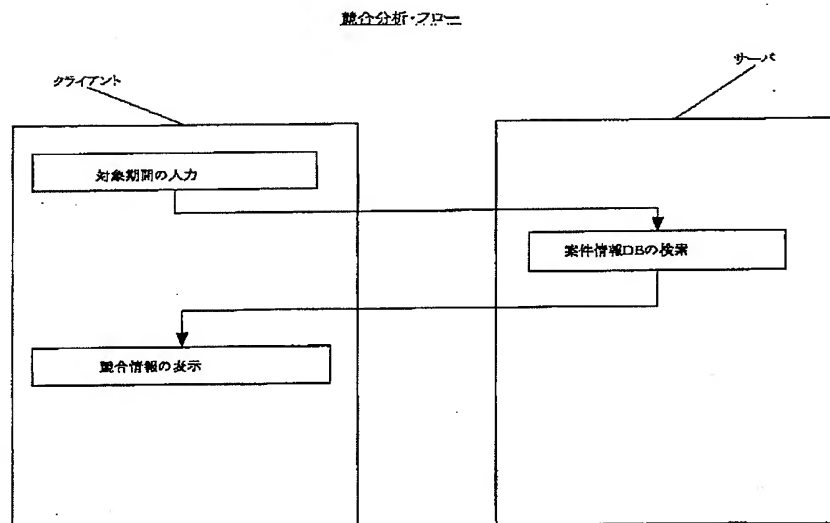 競合分析・フロー
クライアント
サーバ
対象期間の入力
案件情報DBの検索
競合情報の表示